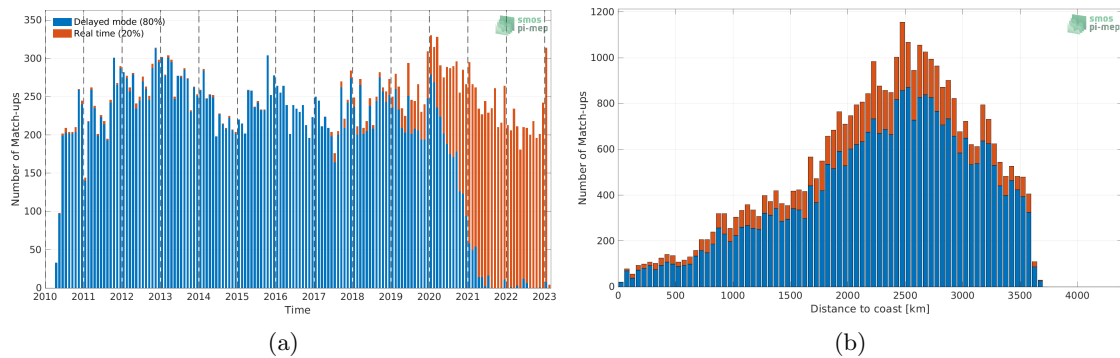 Delayed mode (80%)
Real time (20%)
smos
pi-mep
Number of Match-ups
350
300
250
200
150
100
50
0
2010 2011 2012 2013 2014 2015 2016 2017 2018 2019 2020 2021 2022 2023
Time
(a)
smos
pi-mep
Number of Match-ups
1200
1000
800
600
400
200
0
0 500 1000 1500 2000 2500 3000 3500 4000
Distance to coast [km]
(b)